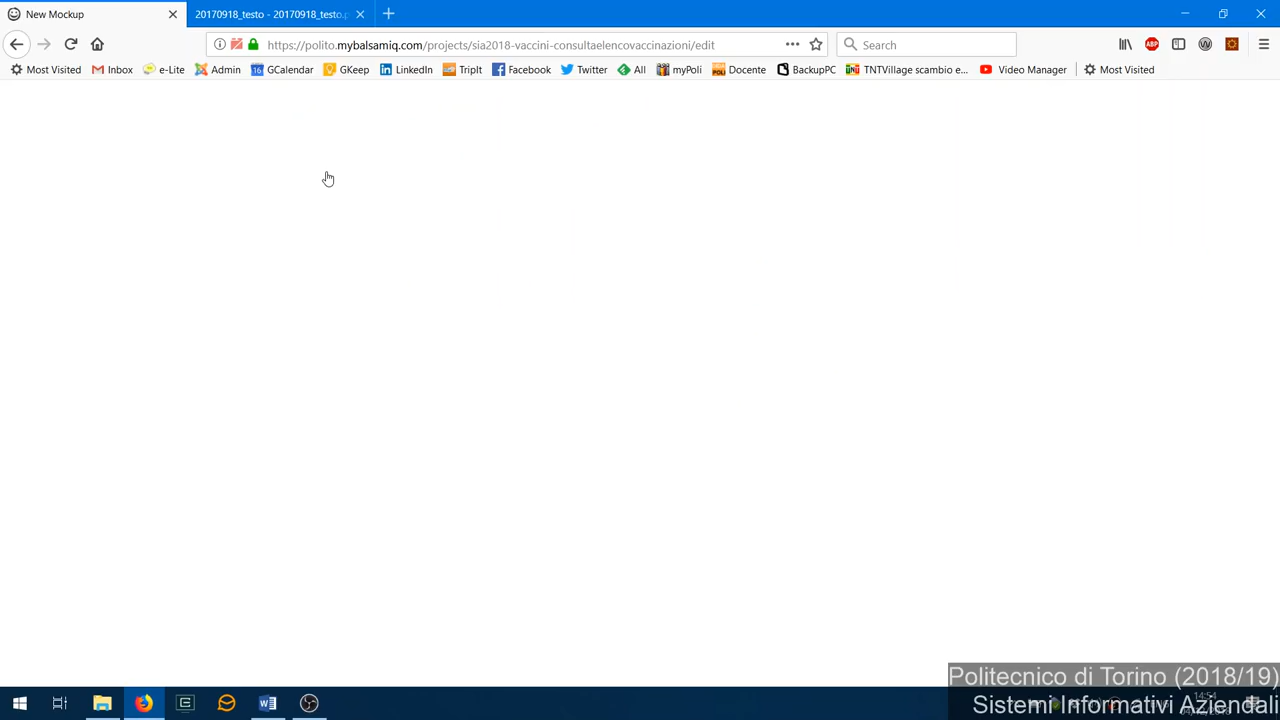 New Mockup
20170918_testo - 20170918_testo.
https://polito.mybalsamiq.com/projects/sia2018-vaccini-consultaelencovaccinazioni/edit
Search
Most Visited Inbox e-Lite Admin GCalendar GKeep LinkedIn TripIt Facebook Twitter All myPoli Docente BackupPC TNTVillage scambio e... Video Manager Most Visited
Politecnico di Torino (2018/19)
14:54
Sistemi Informativi Aziendali